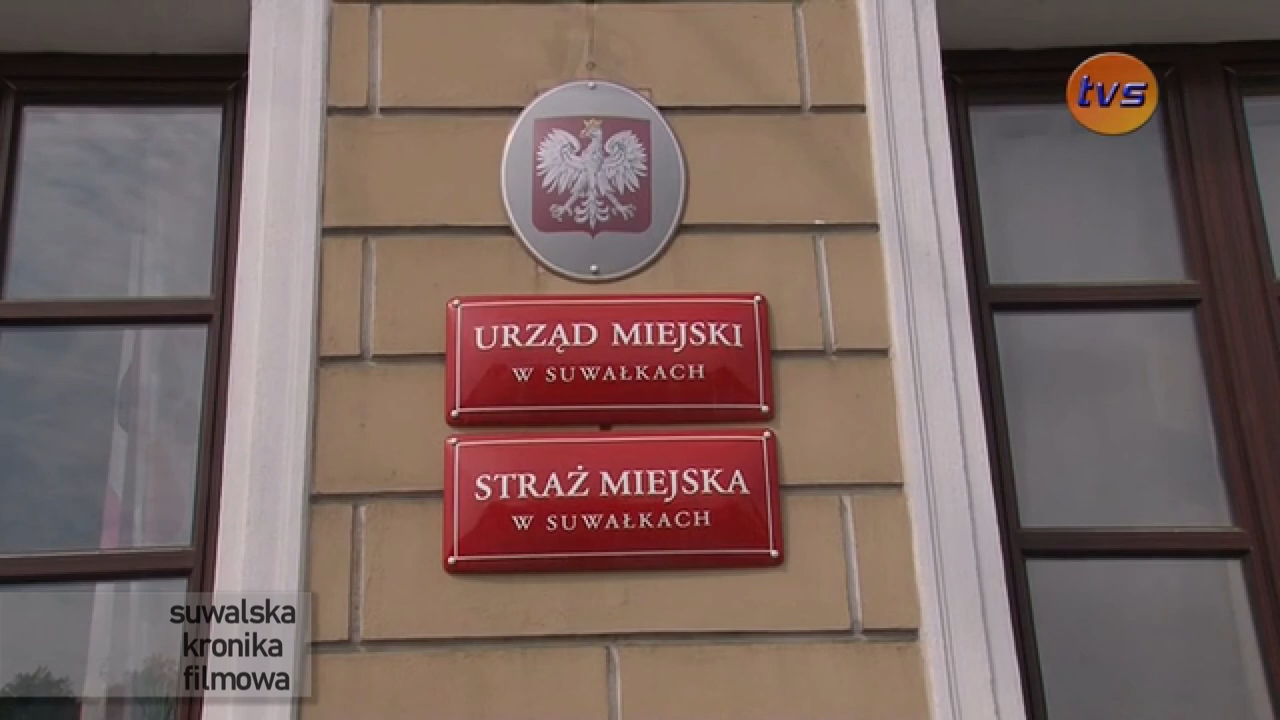 tvs
URZĄD MIEJSKI
W SUWAŁKACH
STRAŻ MIEJSKA
W SUWAŁKACH
suwalska
kronika
filmowa